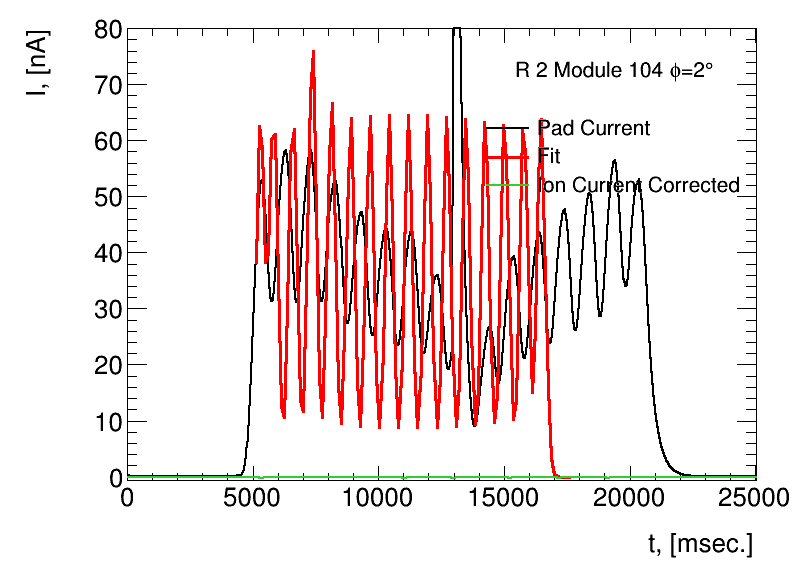 I, [nA]
80
70
60
50
40
30
20
10
0
R 2 Module 104 ϕ=2°
Pad Current
Fit
Ion Current Corrected
0 5000 10000 15000 20000 25000
t, [msec.]